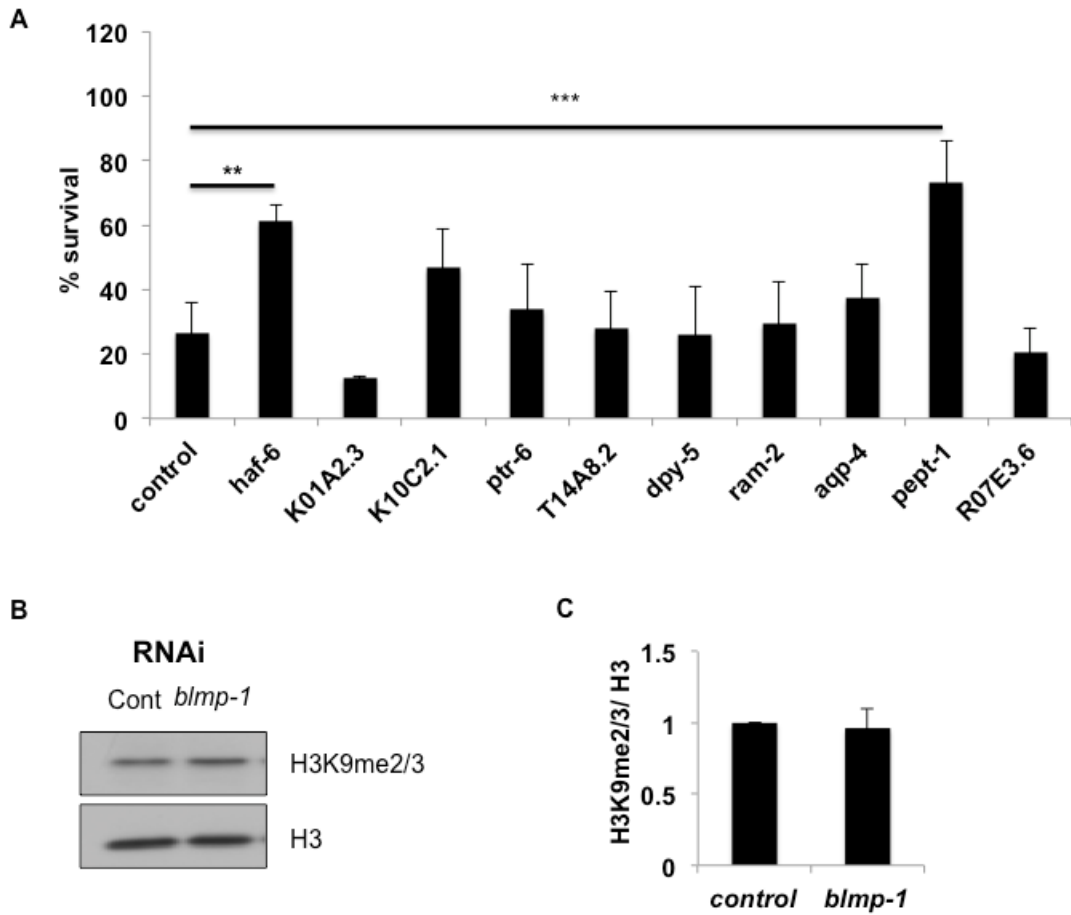 A
120
100
80
60
40
20
0
% survival
***
**
control
haf-6
K01A2.3
K10C2.1
ptr-6
T14A8.2
dpy-5
ram-2
aqp-4
pept-1
R07E3.6
B
RNAi
Cont blmp-1
H3K9me2/3
H3
C
1.5
1
0.5
0
H3K9me2/3/ H3
control
blmp-1